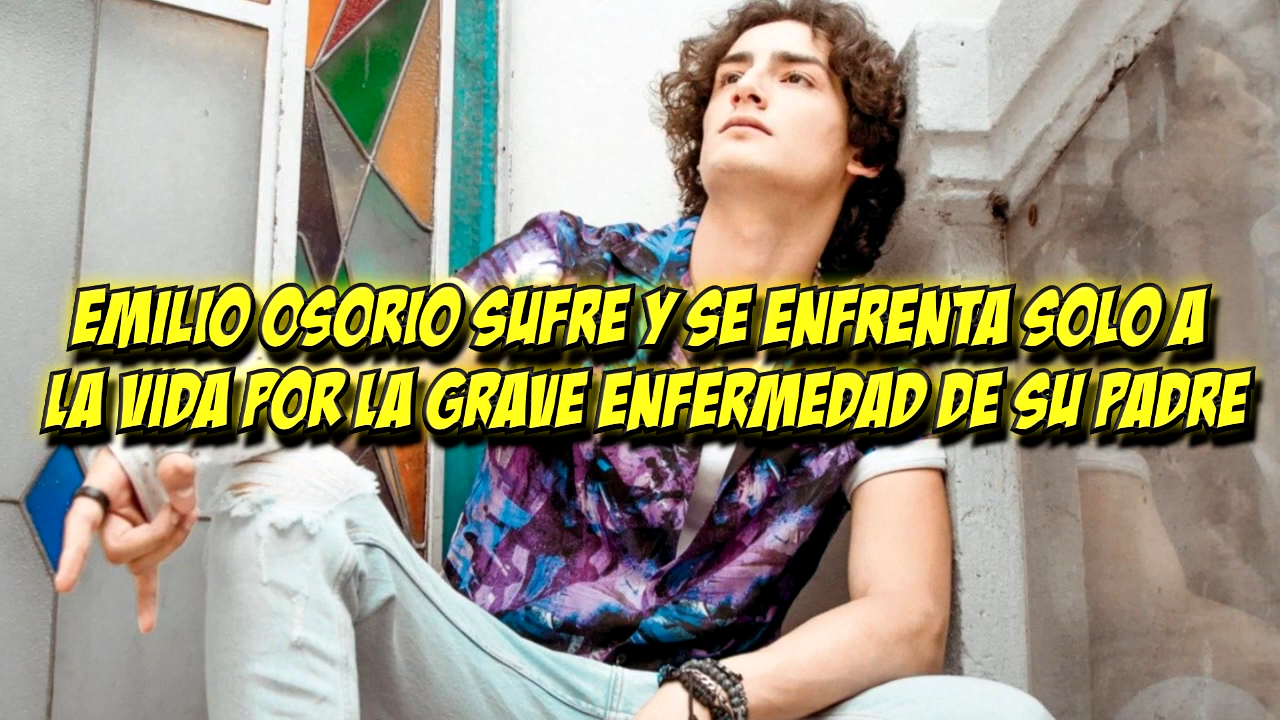 EMILIO OSORIO SUFRE Y SE ENFRENTA SOLO A
LA VIDA POR LA GRAVE ENFERMEDAD DE SU PADRE